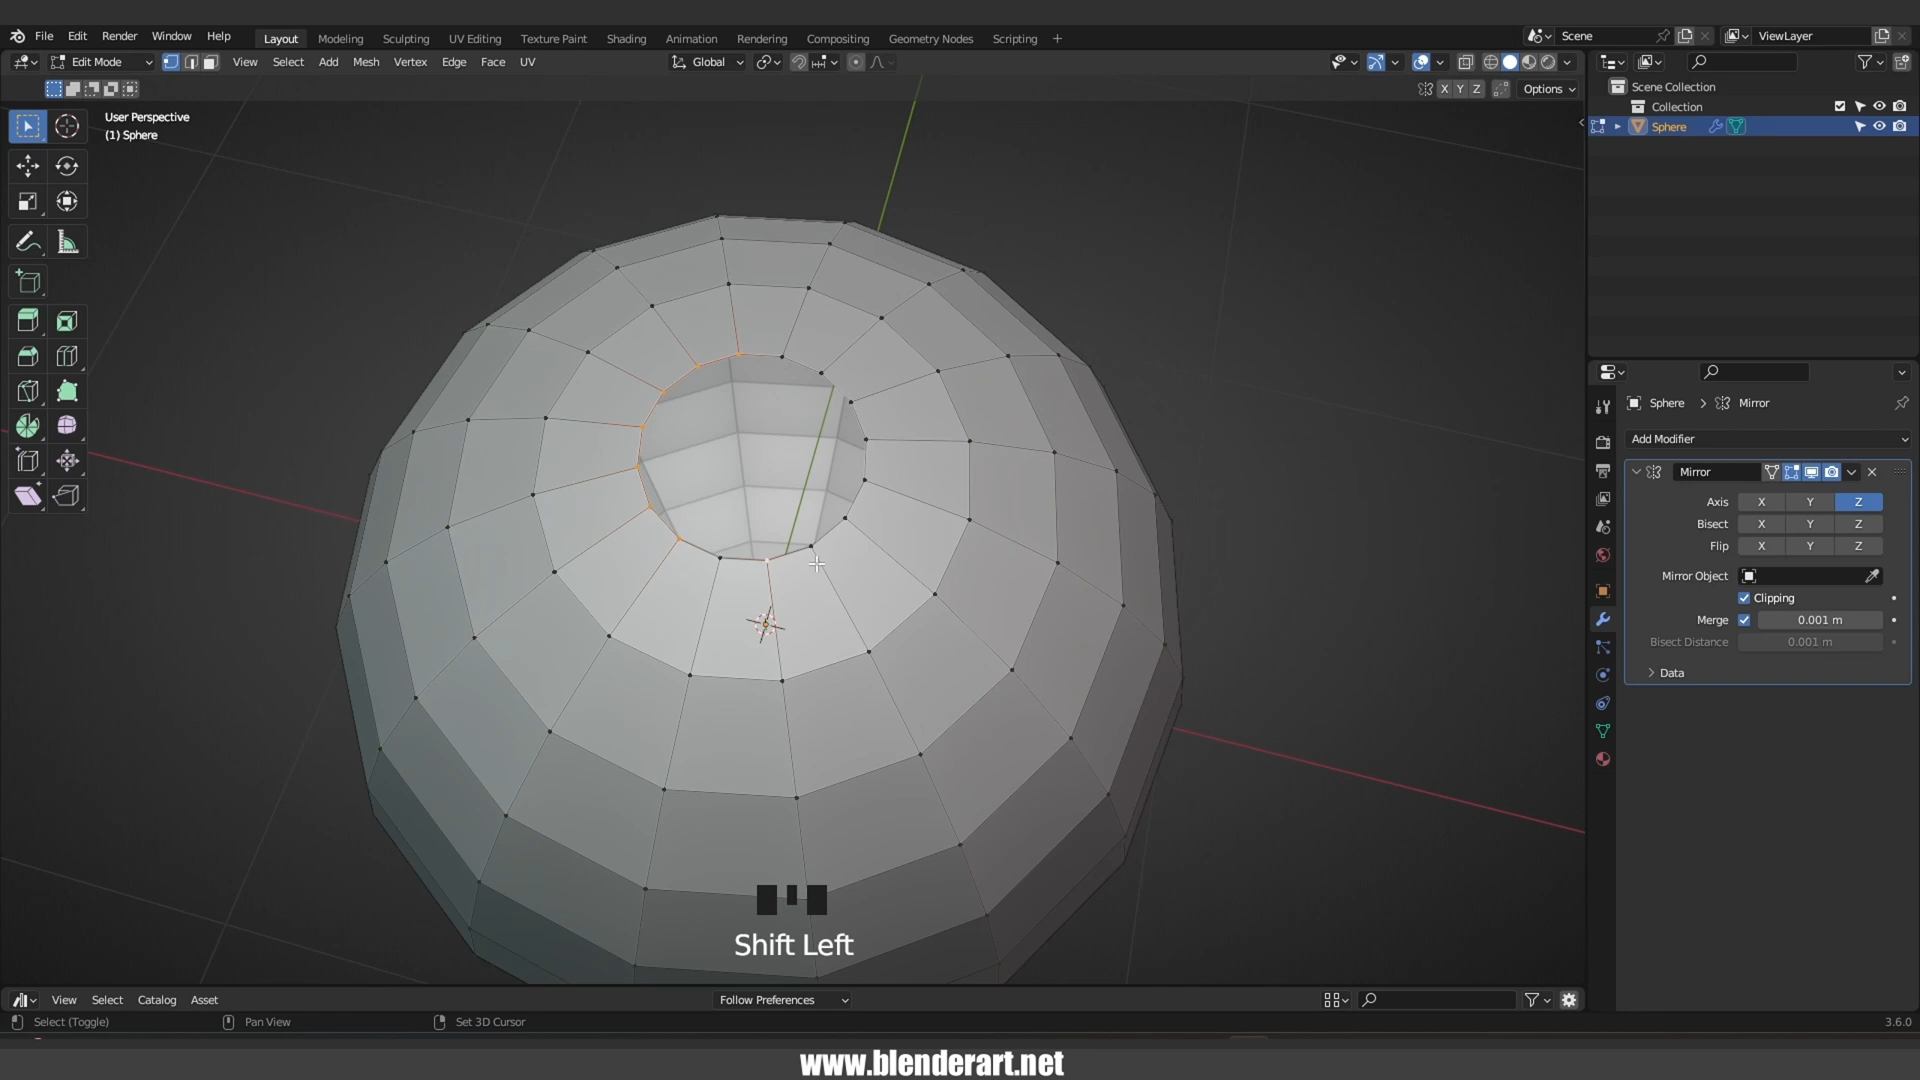 File Edit Render Window Help Layout Modeling Sculpting UV Editing Texture Paint Shading Animation Rendering Compositing Geometry Nodes Scripting + Scene ViewLayer
Edit Mode View Select Add Mesh Vertex Edge Face UV Global
X Y Z Options
User Perspective
(1) Sphere
Scene Collection
Collection
Sphere
Sphere > Mirror
Add Modifier
Mirror
Axis X Y Z
Bisect X Y Z
Flip X Y Z
Mirror Object
Clipping
Merge 0.001 m
Bisect Distance 0.001 m
Data
Shift Left
View Select Catalog Asset Follow Preferences
Select (Toggle) Pan View Set 3D Cursor 3.6.0
www.blenderart.net